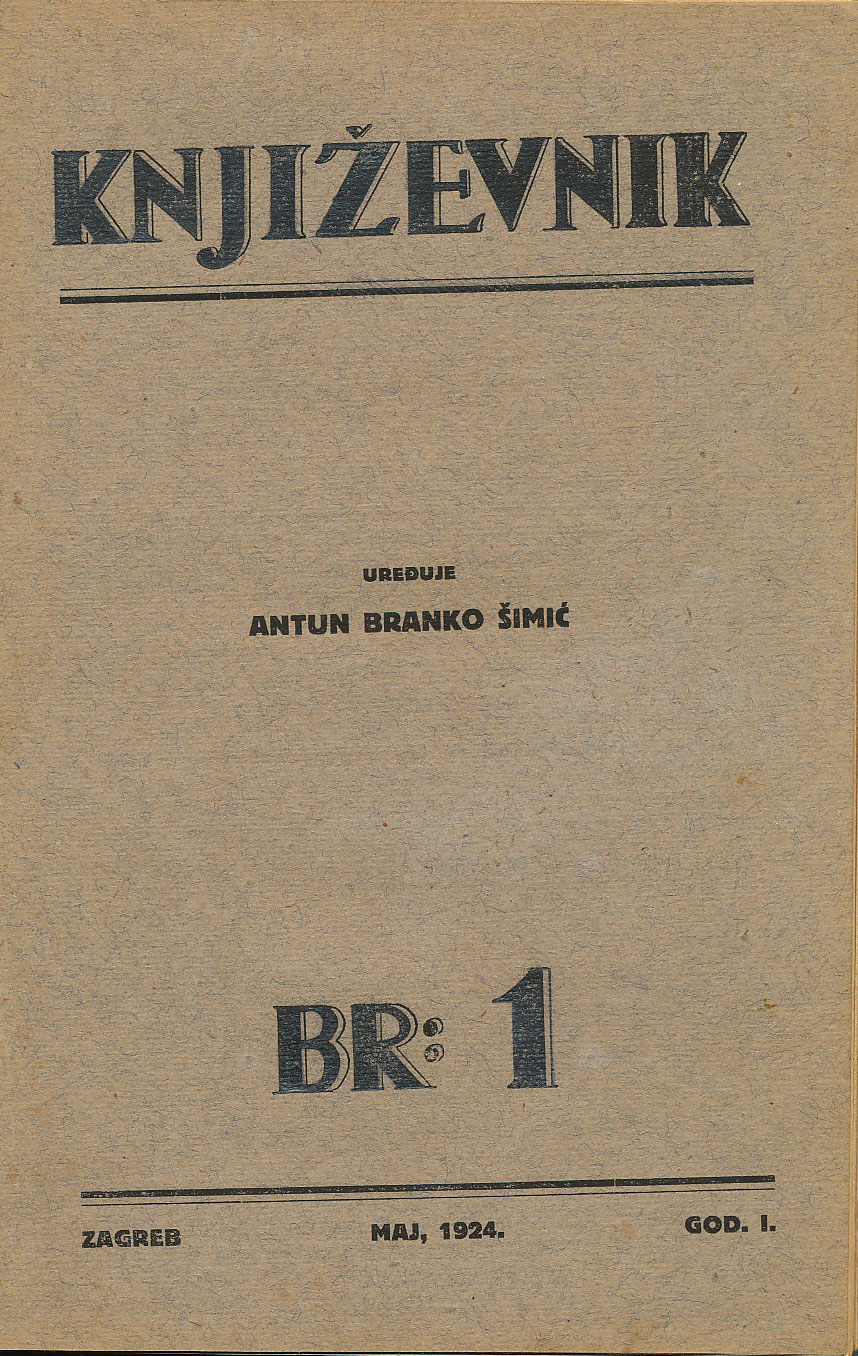 KNJIŽEVNIK
UREĐUJE
ANTUN BRANKO ŠIMIĆ
BR: 1
ZAGREB MAJ, 1924. GOD. I.